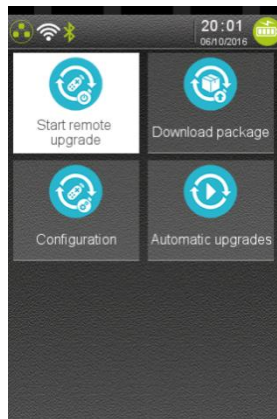 20:01
06/10/2016
Start remote
upgrade
Download package
Configuration
Automatic upgrades